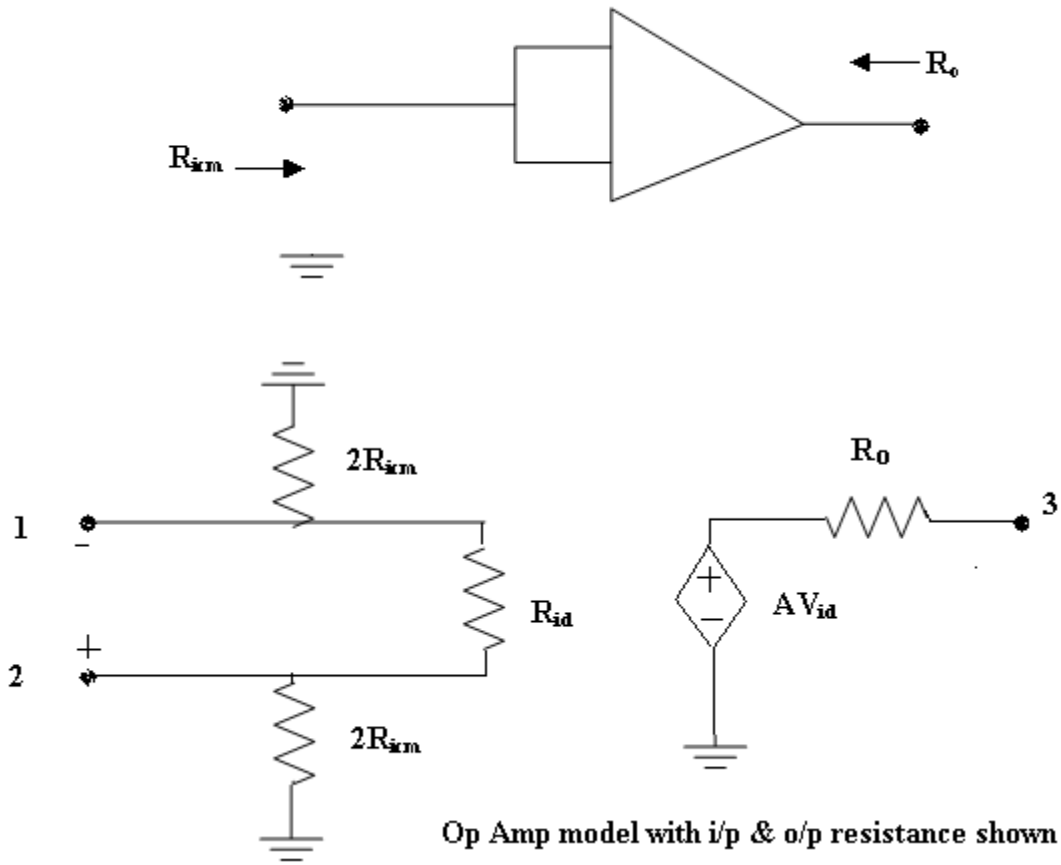 Ro
Ricm
2Ricm
RO
1
-
3
+
-
AVid
Rid
+
2
2Ricm
Op Amp model with i/p & o/p resistance shown